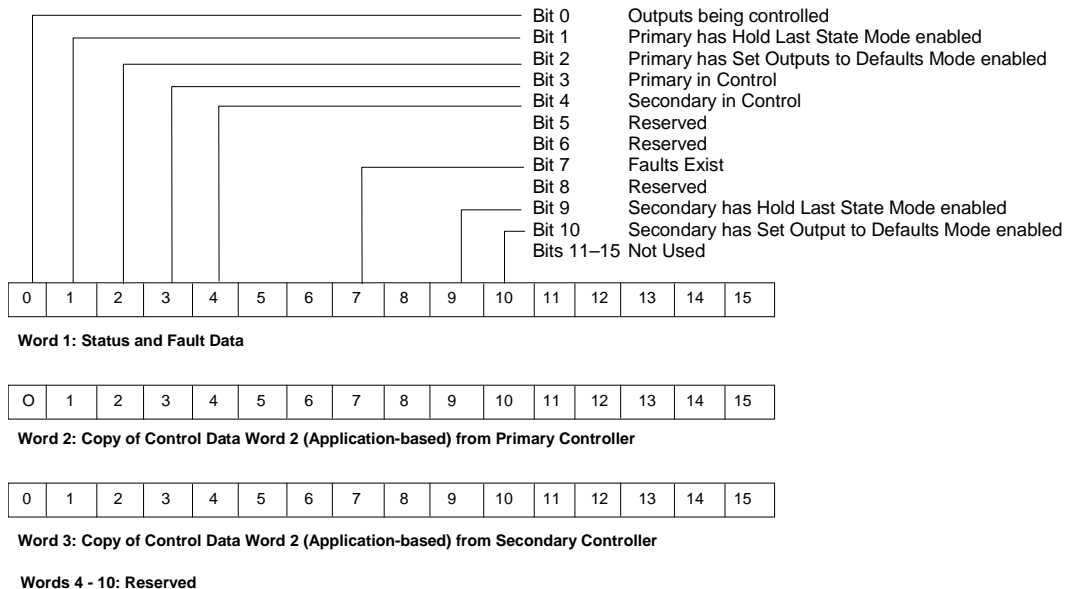 Bit 0 Outputs being controlled
Bit 1 Primary has Hold Last State Mode enabled
Bit 2 Primary has Set Outputs to Defaults Mode enabled
Bit 3 Primary in Control
Bit 4 Secondary in Control
Bit 5 Reserved
Bit 6 Reserved
Bit 7 Faults Exist
Bit 8 Reserved
Bit 9 Secondary has Hold Last State Mode enabled
Bit 10 Secondary has Set Output to Defaults Mode enabled
Bits 11–15 Not Used
0 1 2 3 4 5 6 7 8 9 10 11 12 13 14 15
Word 1: Status and Fault Data
O 1 2 3 4 5 6 7 8 9 10 11 12 13 14 15
Word 2: Copy of Control Data Word 2 (Application-based) from Primary Controller
0 1 2 3 4 5 6 7 8 9 10 11 12 13 14 15
Word 3: Copy of Control Data Word 2 (Application-based) from Secondary Controller
Words 4 - 10: Reserved